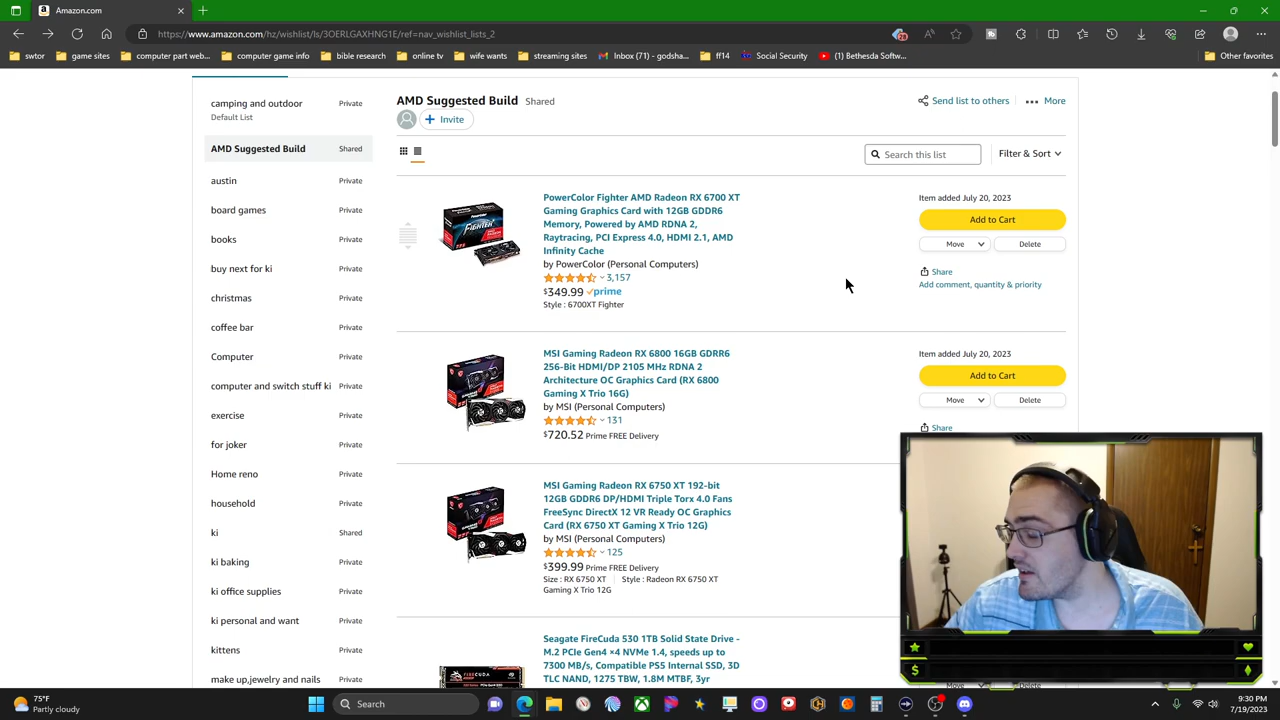 Amazon.com
https://www.amazon.com/hz/wishlist/ls/3OERLGAXHNG1E/ref=nav_wishlist_lists_2
swtor
game sites
computer part web...
computer game info
bible research
online tv
wife wants
streaming sites
Inbox (71) - godsha...
ff14
Social Security
(1) Bethesda Softw...
Other favorites
camping and outdoor
Private
Default List
AMD Suggested Build
Shared
austin
Private
board games
Private
books
Private
buy next for ki
Private
christmas
Private
coffee bar
Private
Computer
Private
computer and switch stuff ki
Private
exercise
Private
for joker
Private
Home reno
Private
household
Private
ki
Shared
ki baking
Private
ki office supplies
Private
ki personal and want
Private
kittens
Private
make up,jewelry and nails
Private
AMD Suggested Build Shared
Invite
Send list to others
More
Search this list
Filter & Sort
PowerColor Fighter AMD Radeon RX 6700 XT
Gaming Graphics Card with 12GB GDDR6
Memory, Powered by AMD RDNA 2,
Raytracing, PCI Express 4.0, HDMI 2.1, AMD
Infinity Cache
by PowerColor (Personal Computers)
3,157
$349.99 prime
Style : 6700XT Fighter
Item added July 20, 2023
Add to Cart
Move
Delete
Share
Add comment, quantity & priority
MSI Gaming Radeon RX 6800 16GB GDRR6
256-Bit HDMI/DP 2105 MHz RDNA 2
Architecture OC Graphics Card (RX 6800
Gaming X Trio 16G)
by MSI (Personal Computers)
131
$720.52 Prime FREE Delivery
Item added July 20, 2023
Add to Cart
Move
Delete
Share
MSI Gaming Radeon RX 6750 XT 192-bit
12GB GDDR6 DP/HDMI Triple Torx 4.0 Fans
FreeSync DirectX 12 VR Ready OC Graphics
Card (RX 6750 XT Gaming X Trio 12G)
by MSI (Personal Computers)
125
$399.99 Prime FREE Delivery
Size : RX 6750 XT
Style : Radeon RX 6750 XT
Gaming X Trio 12G
Seagate FireCuda 530 1TB Solid State Drive -
M.2 PCIe Gen4 ×4 NVMe 1.4, speeds up to
7300 MB/s, Compatible PS5 Internal SSD, 3D
TLC NAND, 1275 TBW, 1.8M MTBF, 3yr
Move
Delete
75°F
Partly cloudy
Search
9:30 PM
7/19/2023